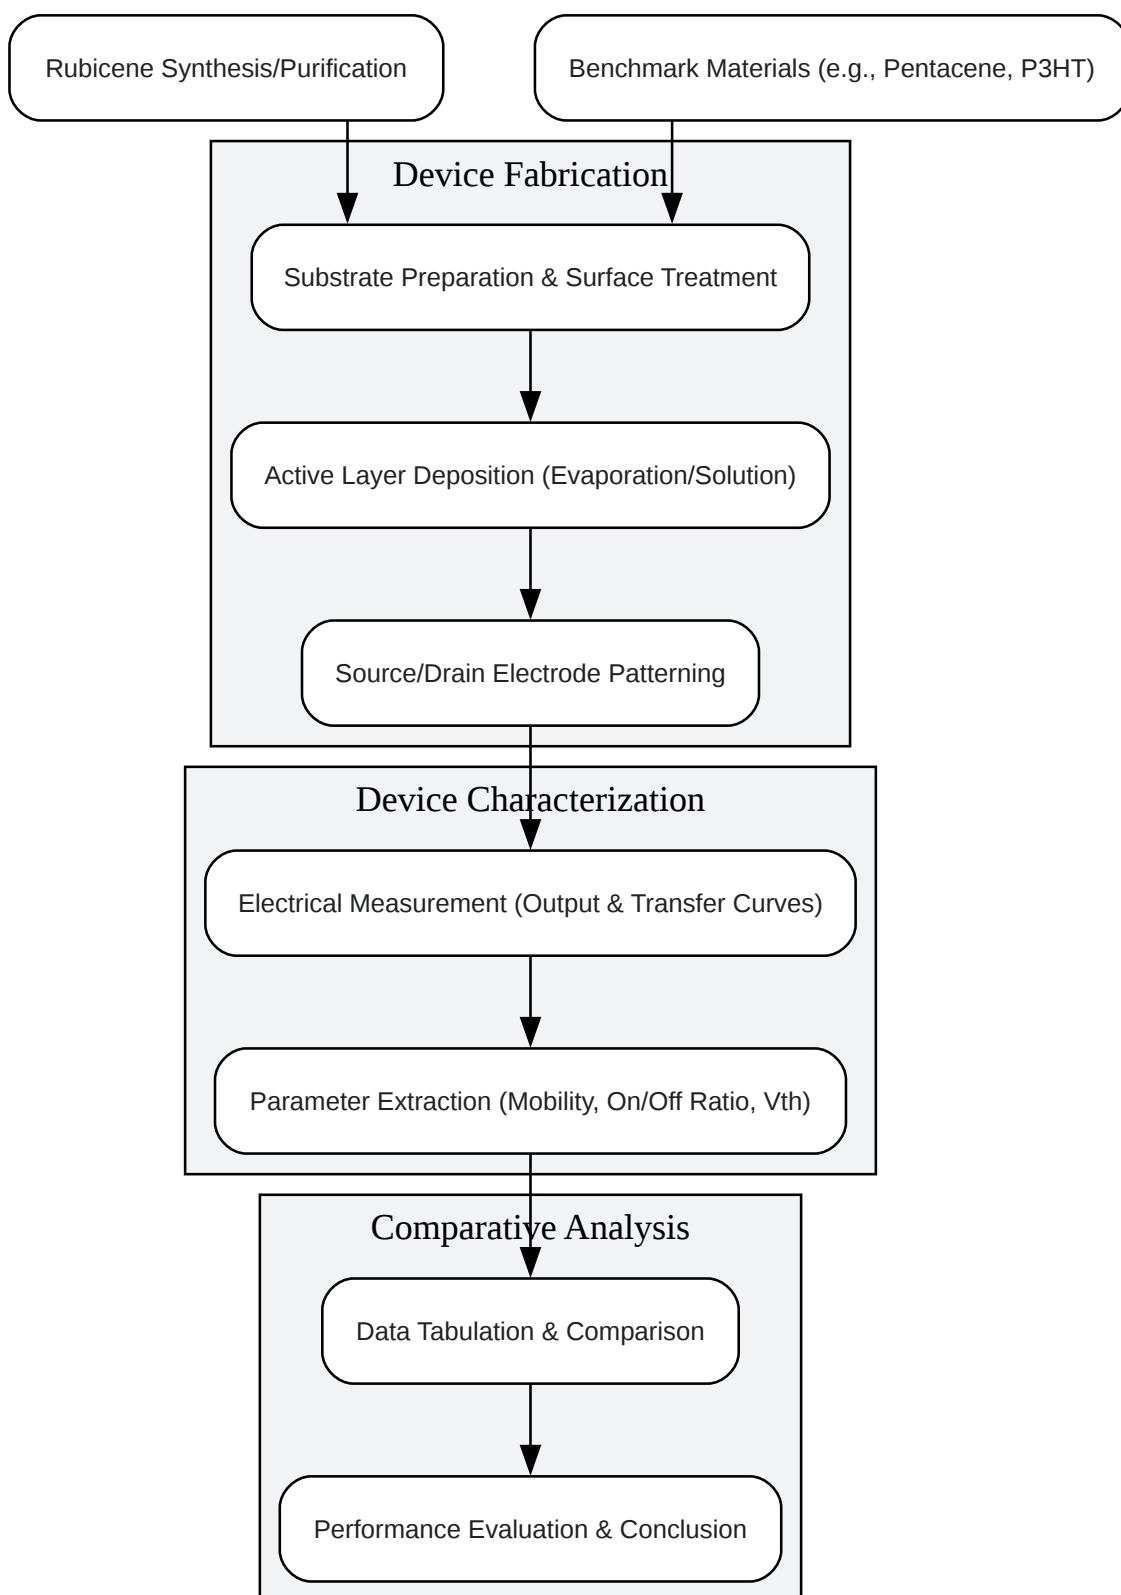 Rubicene Synthesis/Purification
Benchmark Materials (e.g., Pentacene, P3HT)
Device Fabrication
Substrate Preparation & Surface Treatment
Active Layer Deposition (Evaporation/Solution)
Source/Drain Electrode Patterning
Device Characterization
Electrical Measurement (Output & Transfer Curves)
Parameter Extraction (Mobility, On/Off Ratio, Vth)
Comparative Analysis
Data Tabulation & Comparison
Performance Evaluation & Conclusion